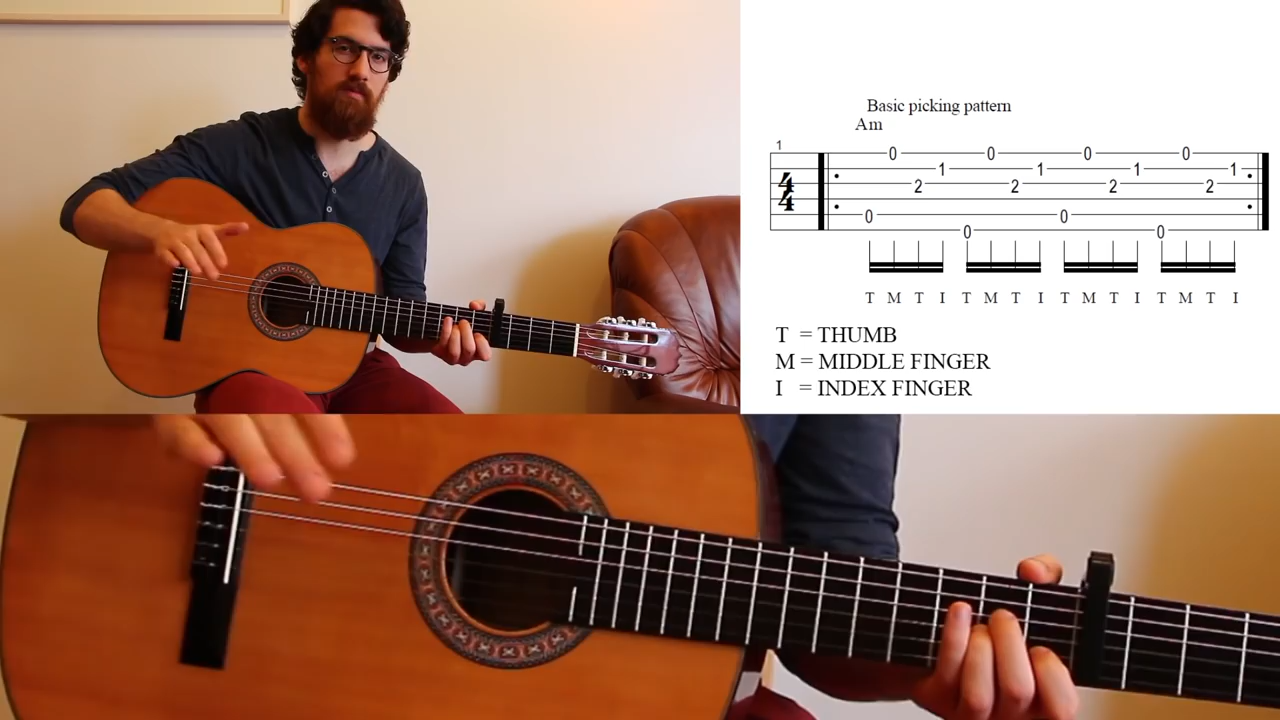 Basic picking pattern
Am
1
4
4
0 0 0 0
1 1 1 1
2 2 2 2
0 0
0 0
T M T I T M T I T M T I T M T I
T = THUMB
M = MIDDLE FINGER
I = INDEX FINGER